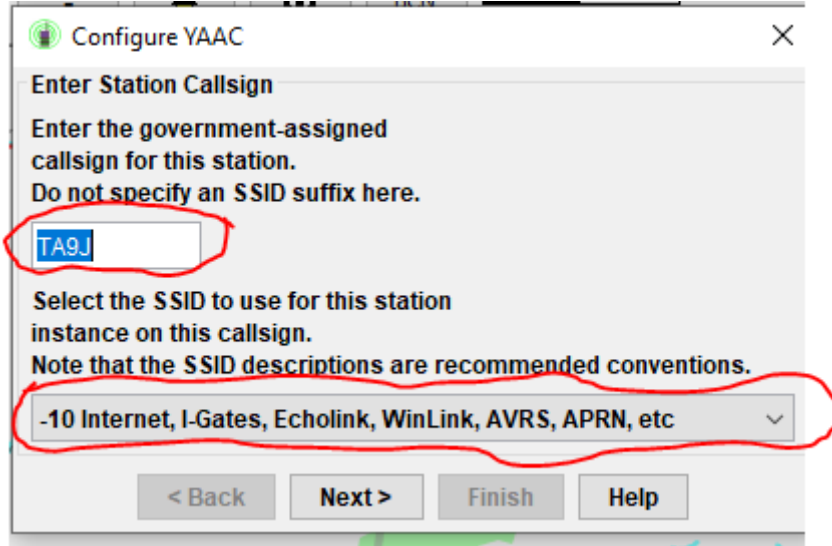 Configure YAAC
Enter Station Callsign
Enter the government-assigned
callsign for this station.
Do not specify an SSID suffix here.
TA9J
Select the SSID to use for this station
instance on this callsign.
Note that the SSID descriptions are recommended conventions.
-10 Internet, I-Gates, Echolink, WinLink, AVRS, APRN, etc
< Back Next > Finish Help